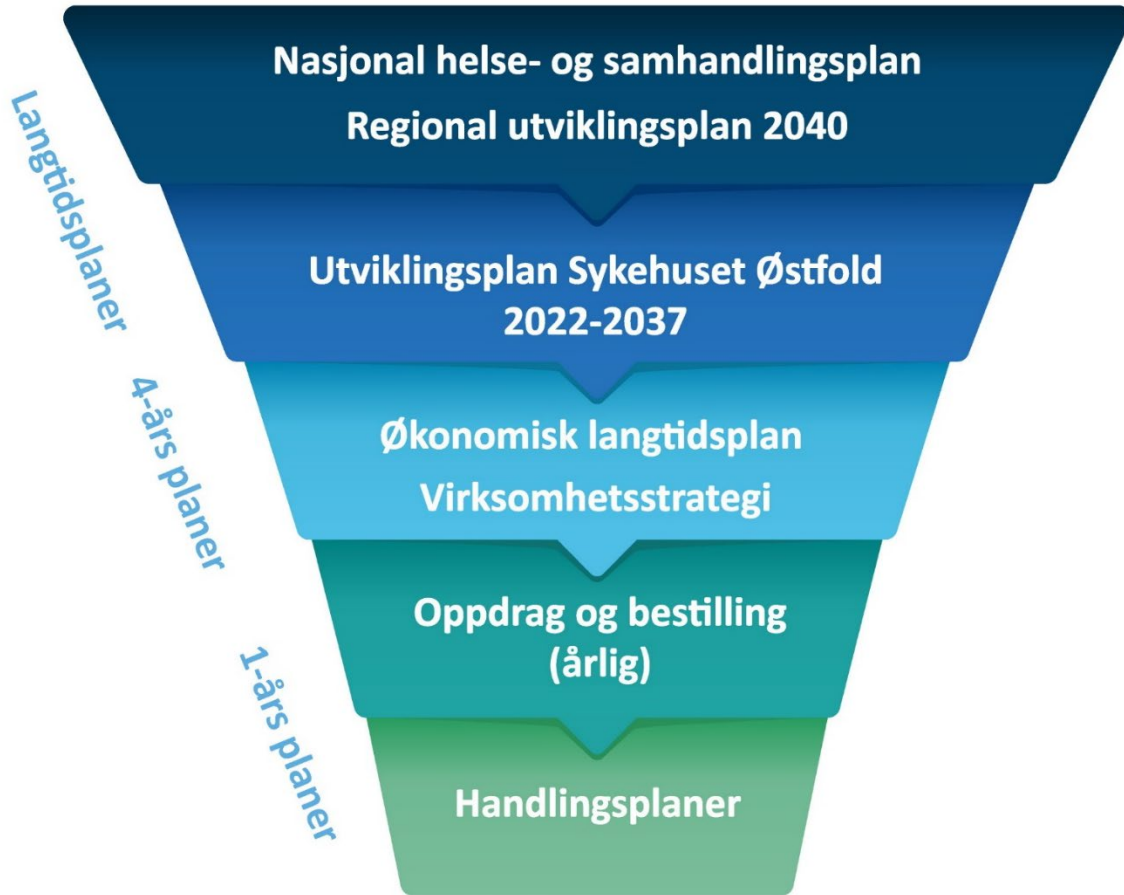 Nasjonal helse- og samhandlingsplan
Regional utviklingsplan 2040
Langtidsplaner
Utviklingsplan Sykehuset Østfold
2022-2037
4-års planer
Økonomisk langtidsplan
Virksomhetsstrategi
1-års planer
Oppdrag og bestilling
(årlig)
Handlingsplaner